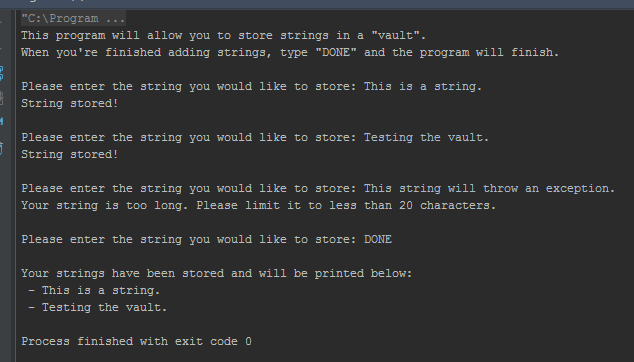 "C:\Program ...
This program will allow you to store strings in a "vault".
When you're finished adding strings, type "DONE" and the program will finish.
Please enter the string you would like to store: This is a string.
String stored!
Please enter the string you would like to store: Testing the vault.
String stored!
Please enter the string you would like to store: This string will throw an exception.
Your string is too long. Please limit it to less than 20 characters.
Please enter the string you would like to store: DONE
Your strings have been stored and will be printed below:
- This is a string.
- Testing the vault.
Process finished with exit code 0